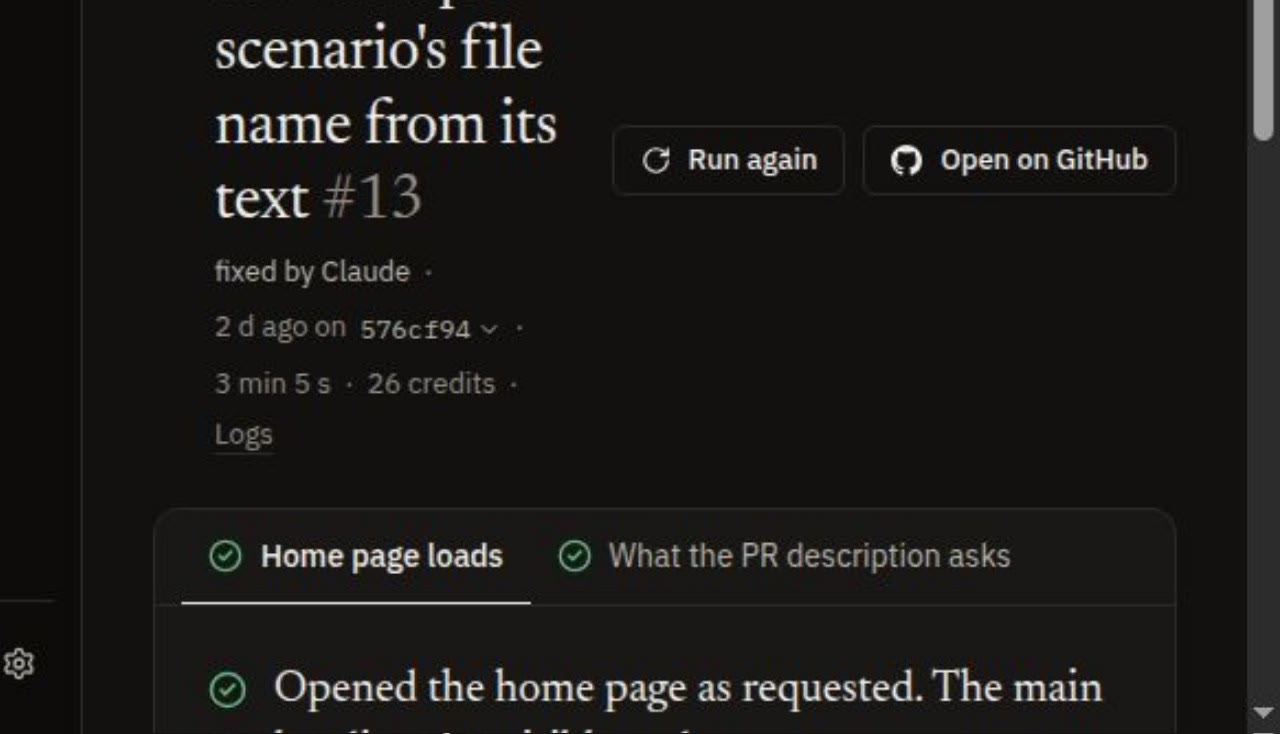 scenario's file
name from its
text #13
Run again
Open on GitHub
fixed by Claude ·
2 d ago on 576cf94 ·
3 min 5 s · 26 credits ·
Logs
Home page loads
What the PR description asks
Opened the home page as requested. The main